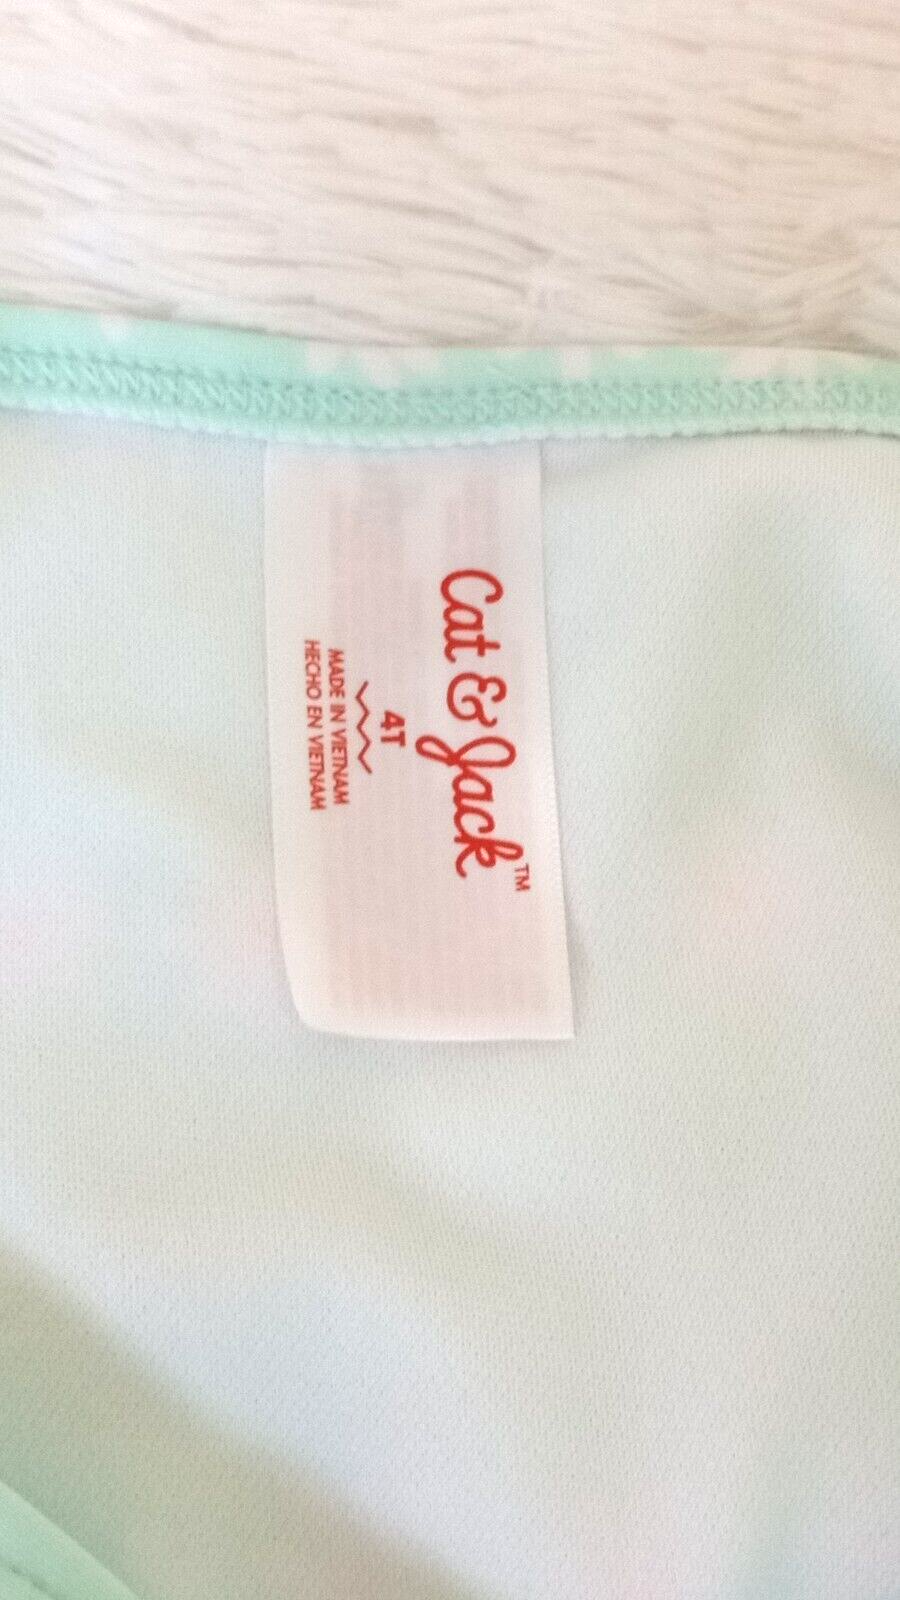 Cat & Jack™
4T
MADE IN VIETNAM
HECHO EN VIETNAM